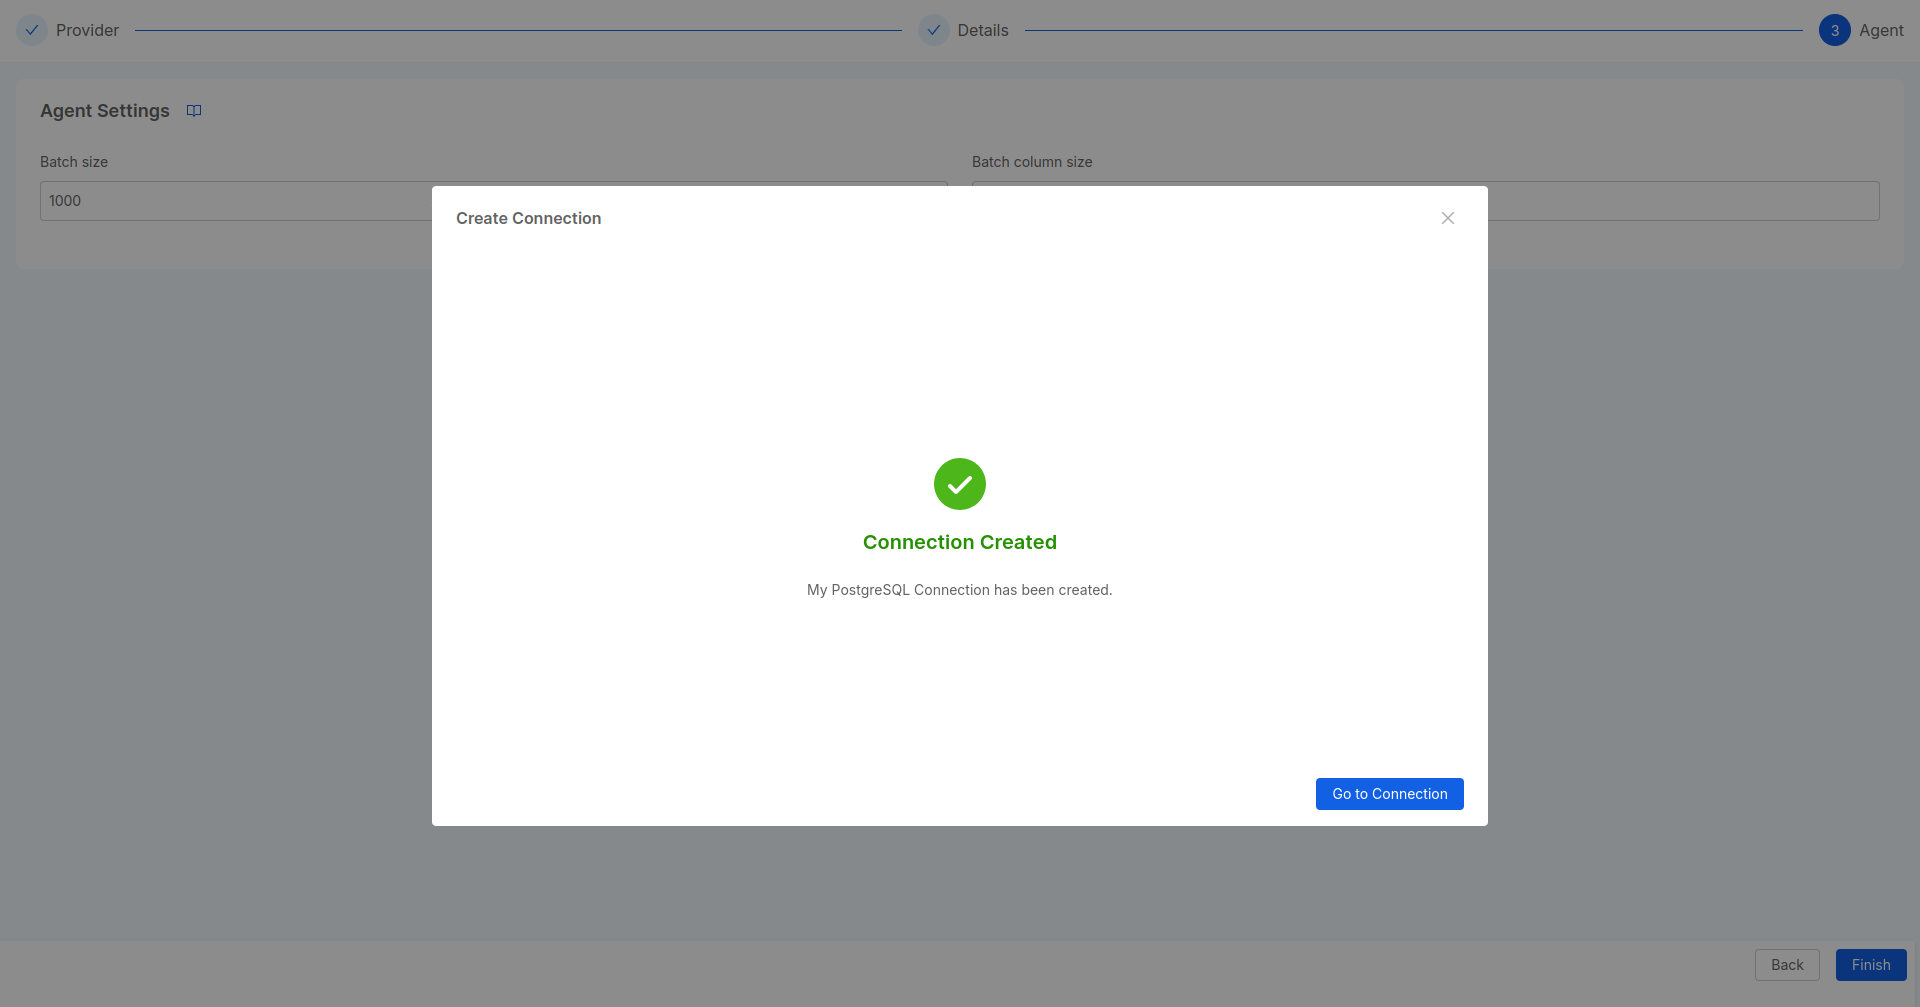 Provider
Details
3 Agent
Agent Settings
Batch size
Batch column size
1000
Create Connection
Connection Created
My PostgreSQL Connection has been created.
Go to Connection
Back
Finish